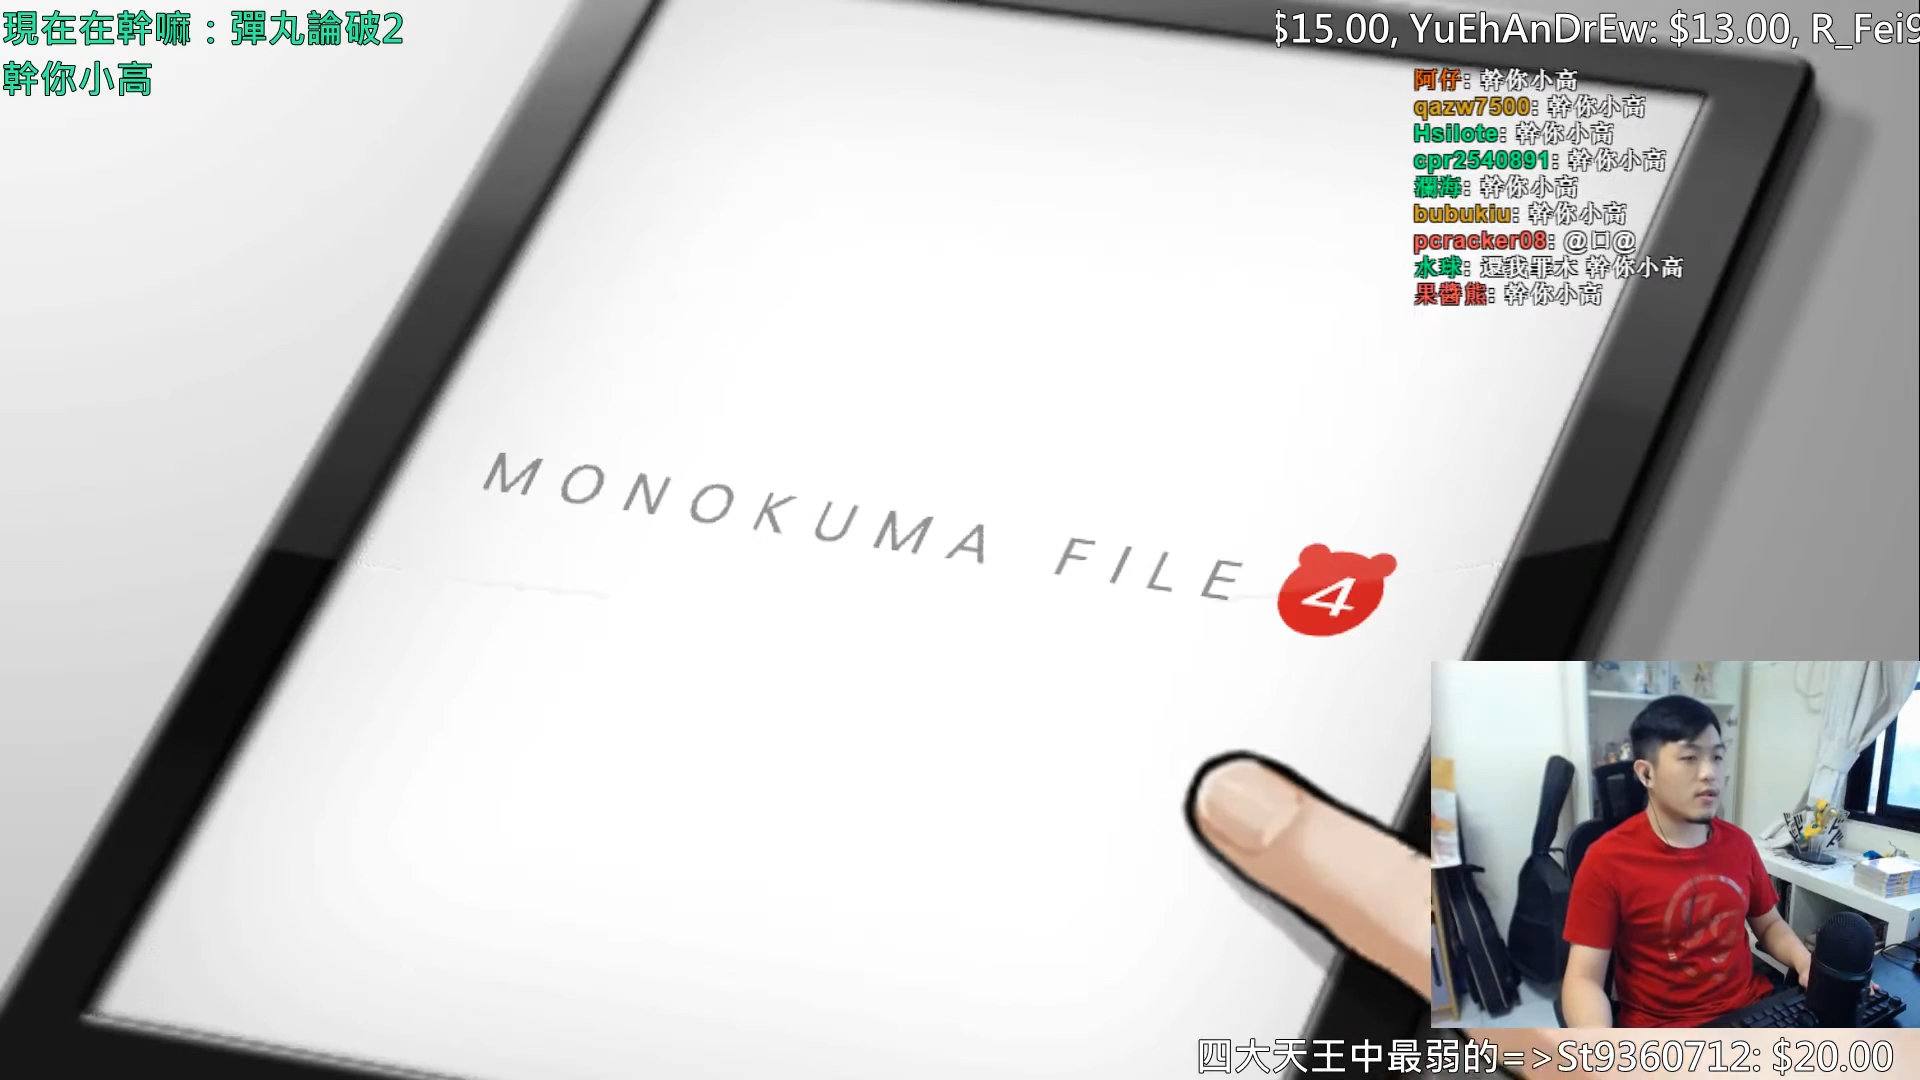 現在在幹嘛：彈丸論破2
幹你小高
$15.00, YuEhAnDrEw: $13.00, R_Fei9
阿仔: 幹你小高
qazw7500: 幹你小高
Hsilote: 幹你小高
cpr2540891: 幹你小高
瀾海: 幹你小高
bubukiu: 幹你小高
pcracker08: @口@
水球: 還我罪木 幹你小高
果醬熊: 幹你小高
MONOKUMA FILE 4
四大天王中最弱的=>St9360712: $20.00